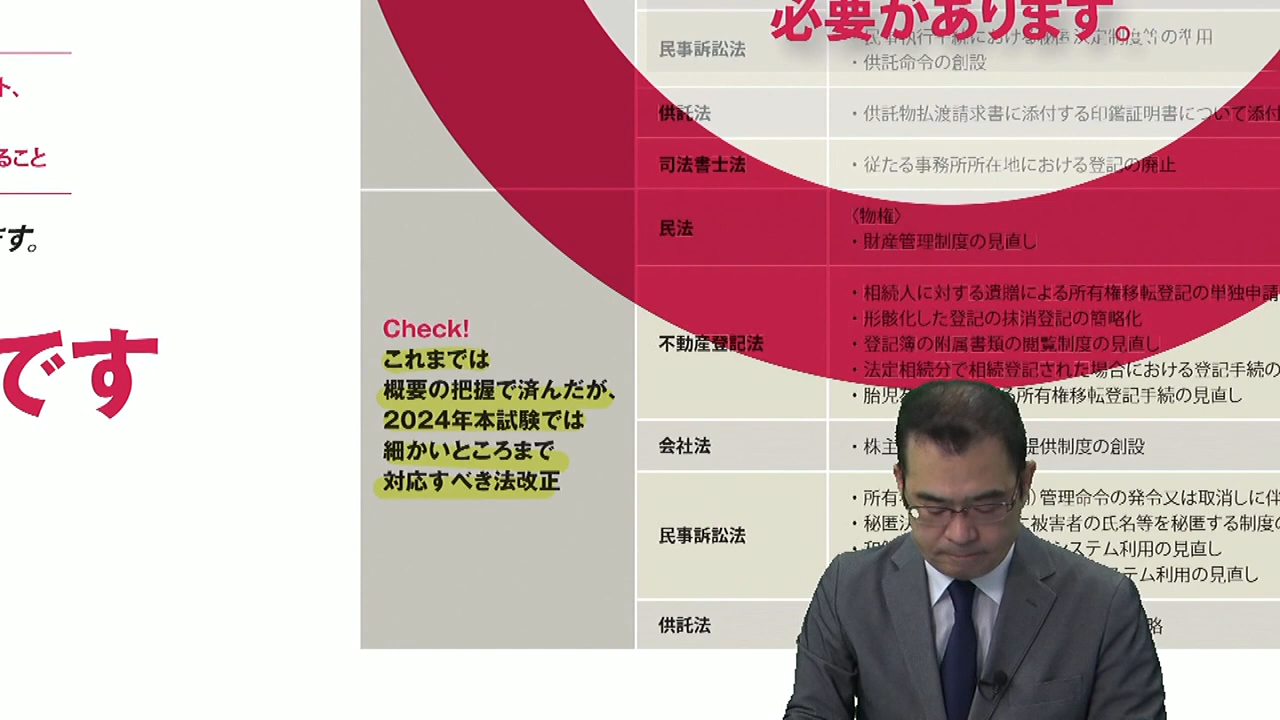 ト、
ること
ます。
です
必要があります。
民事訴訟法
・供託命令の創設
供託法
・供託物払渡請求書に添付する印鑑証明書について添付
司法書士法
・従たる事務所所在地における登記の廃止
民法
〈物権〉
・財産管理制度の見直し
Check!
これまでは
概要の把握で済んだが、
2024年本試験では
細かいところまで
対応すべき法改正
不動産登記法
・相続人に対する遺贈による所有権移転登記の単独申請
・形骸化した登記の抹消登記の簡略化
・登記簿の附属書類の閲覧制度の見直し
・法定相続分で相続登記された場合における登記手続の
・胎児 所有権移転登記手続の見直し
会社法
・株主 提供制度の創設
民事訴訟法
・所有 管理命令の発令又は取消しに伴
・秘匿 被害者の氏名等を秘匿する制度の
システム利用の見直し
テム利用の見直し
供託法
略